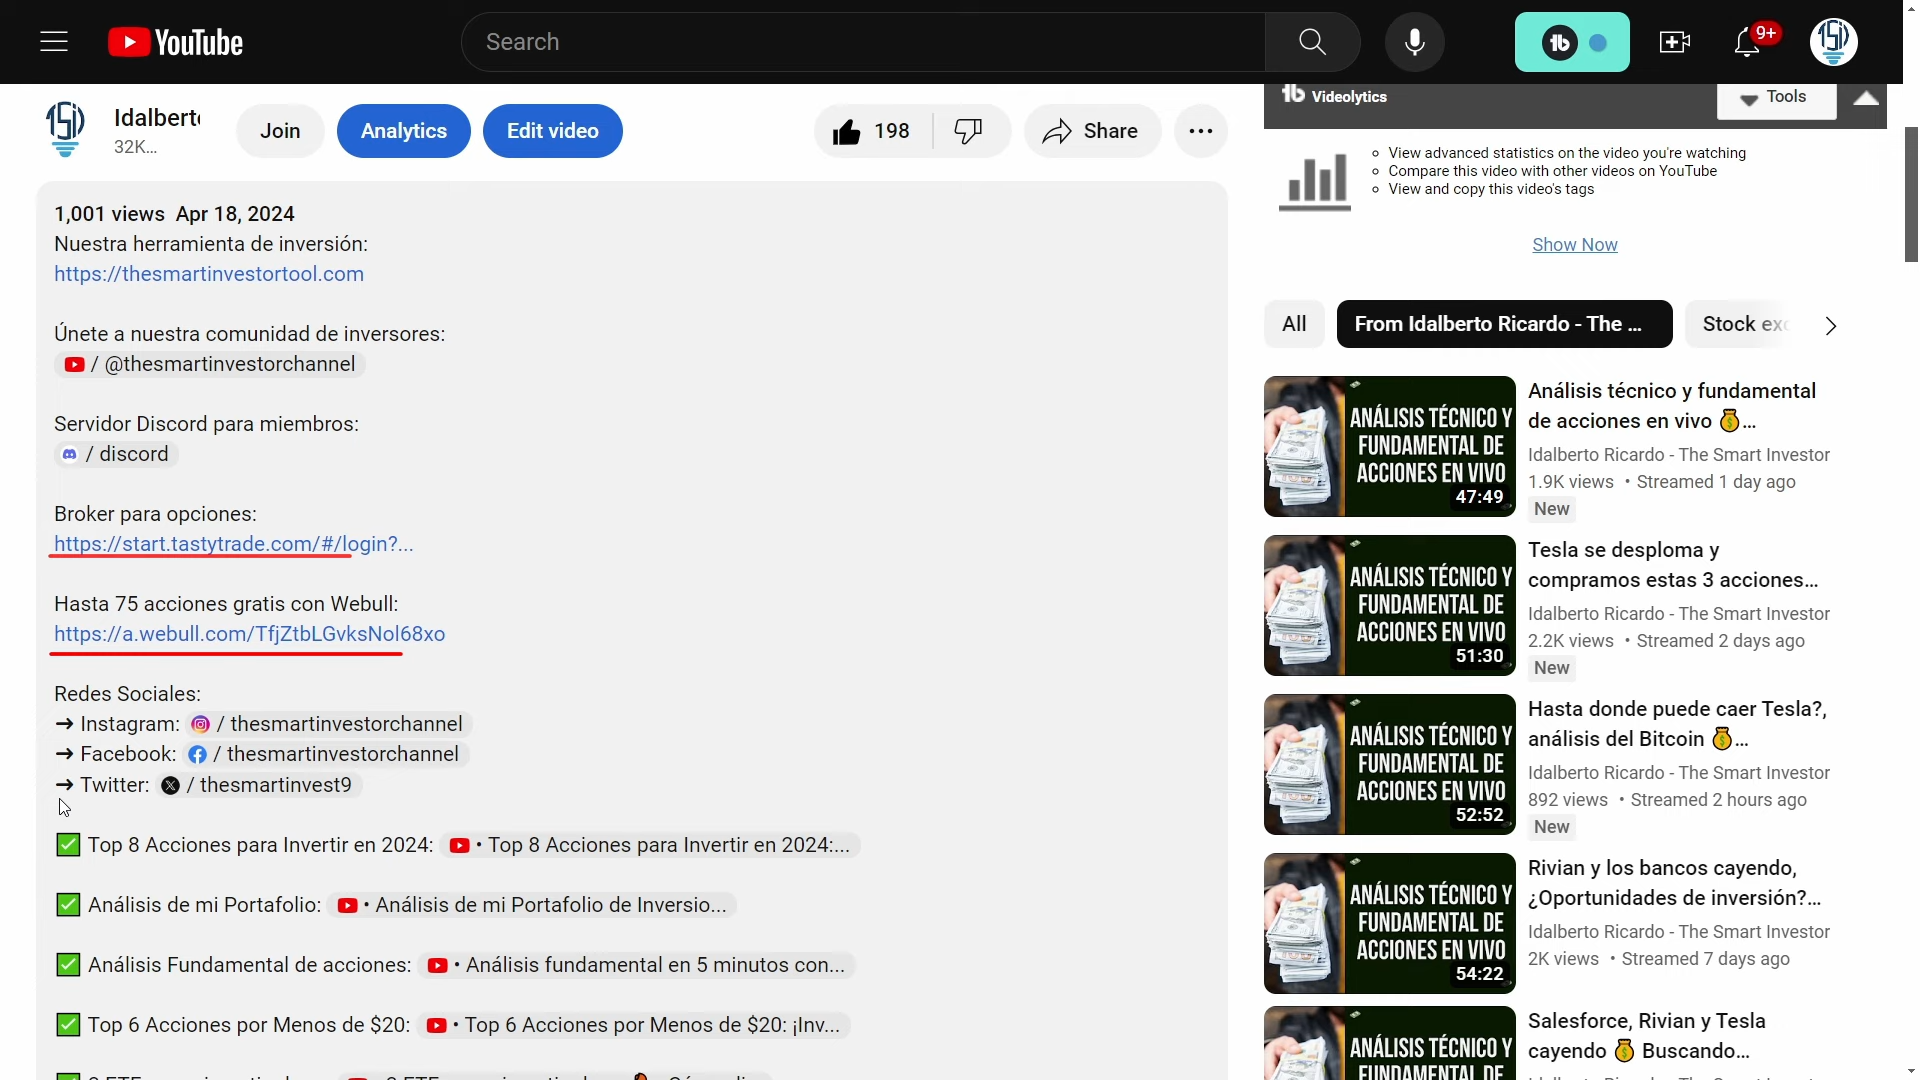 YouTube
Search
9+
Idalberto
32K...
Join
Analytics
Edit video
198
Share
1,001 views Apr 18, 2024
Nuestra herramienta de inversión:
https://thesmartinvestortool.com
Únete a nuestra comunidad de inversores:
/ @thesmartinvestorchannel
Servidor Discord para miembros:
/ discord
Broker para opciones:
https://start.tastytrade.com/#/login?...
Hasta 75 acciones gratis con Webull:
https://a.webull.com/TfjZtbLGvksNol68xo
Redes Sociales:
→ Instagram: / thesmartinvestorchannel
→ Facebook: / thesmartinvestorchannel
→ Twitter: / thesmartinvest9
✅ Top 8 Acciones para Invertir en 2024: • Top 8 Acciones para Invertir en 2024:...
✅ Análisis de mi Portafolio: • Análisis de mi Portafolio de Inversio...
✅ Análisis Fundamental de acciones: • Análisis fundamental en 5 minutos con...
✅ Top 6 Acciones por Menos de $20: • Top 6 Acciones por Menos de $20: ¡Inv...
Videolytics
Tools
View advanced statistics on the video you're watching
Compare this video with other videos on YouTube
View and copy this video's tags
Show Now
All
From Idalberto Ricardo - The ...
Stock exc
ANÁLISIS TÉCNICO Y
FUNDAMENTAL DE
ACCIONES EN VIVO
47:49
Análisis técnico y fundamental
de acciones en vivo 💰...
Idalberto Ricardo - The Smart Investor
1.9K views • Streamed 1 day ago
New
ANÁLISIS TÉCNICO Y
FUNDAMENTAL DE
ACCIONES EN VIVO
51:30
Tesla se desploma y
compramos estas 3 acciones...
Idalberto Ricardo - The Smart Investor
2.2K views • Streamed 2 days ago
New
ANÁLISIS TÉCNICO Y
FUNDAMENTAL DE
ACCIONES EN VIVO
52:52
Hasta donde puede caer Tesla?,
análisis del Bitcoin 💰...
Idalberto Ricardo - The Smart Investor
892 views • Streamed 2 hours ago
New
ANÁLISIS TÉCNICO Y
FUNDAMENTAL DE
ACCIONES EN VIVO
54:22
Rivian y los bancos cayendo,
¿Oportunidades de inversión?...
Idalberto Ricardo - The Smart Investor
2K views • Streamed 7 days ago
ANÁLISIS TÉCNICO Y
FUNDAMENTAL DE
Salesforce, Rivian y Tesla
cayendo 💰 Buscando...